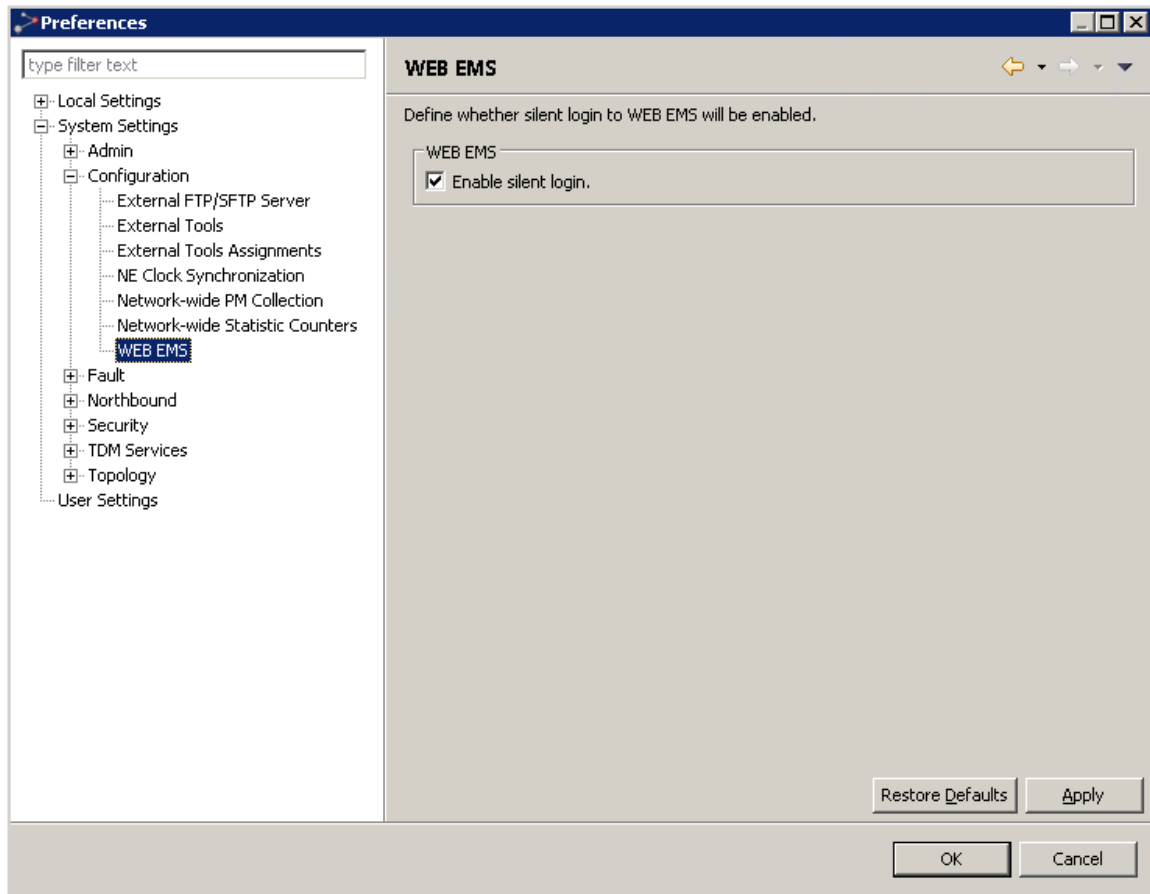 Preferences
type filter text
Local Settings
System Settings
Admin
Configuration
External FTP/SFTP Server
External Tools
External Tools Assignments
NE Clock Synchronization
Network-wide PM Collection
Network-wide Statistic Counters
WEB EMS
Fault
Northbound
Security
TDM Services
Topology
User Settings
WEB EMS
Define whether silent login to WEB EMS will be enabled.
WEB EMS
Enable silent login.
Restore Defaults
Apply
OK
Cancel